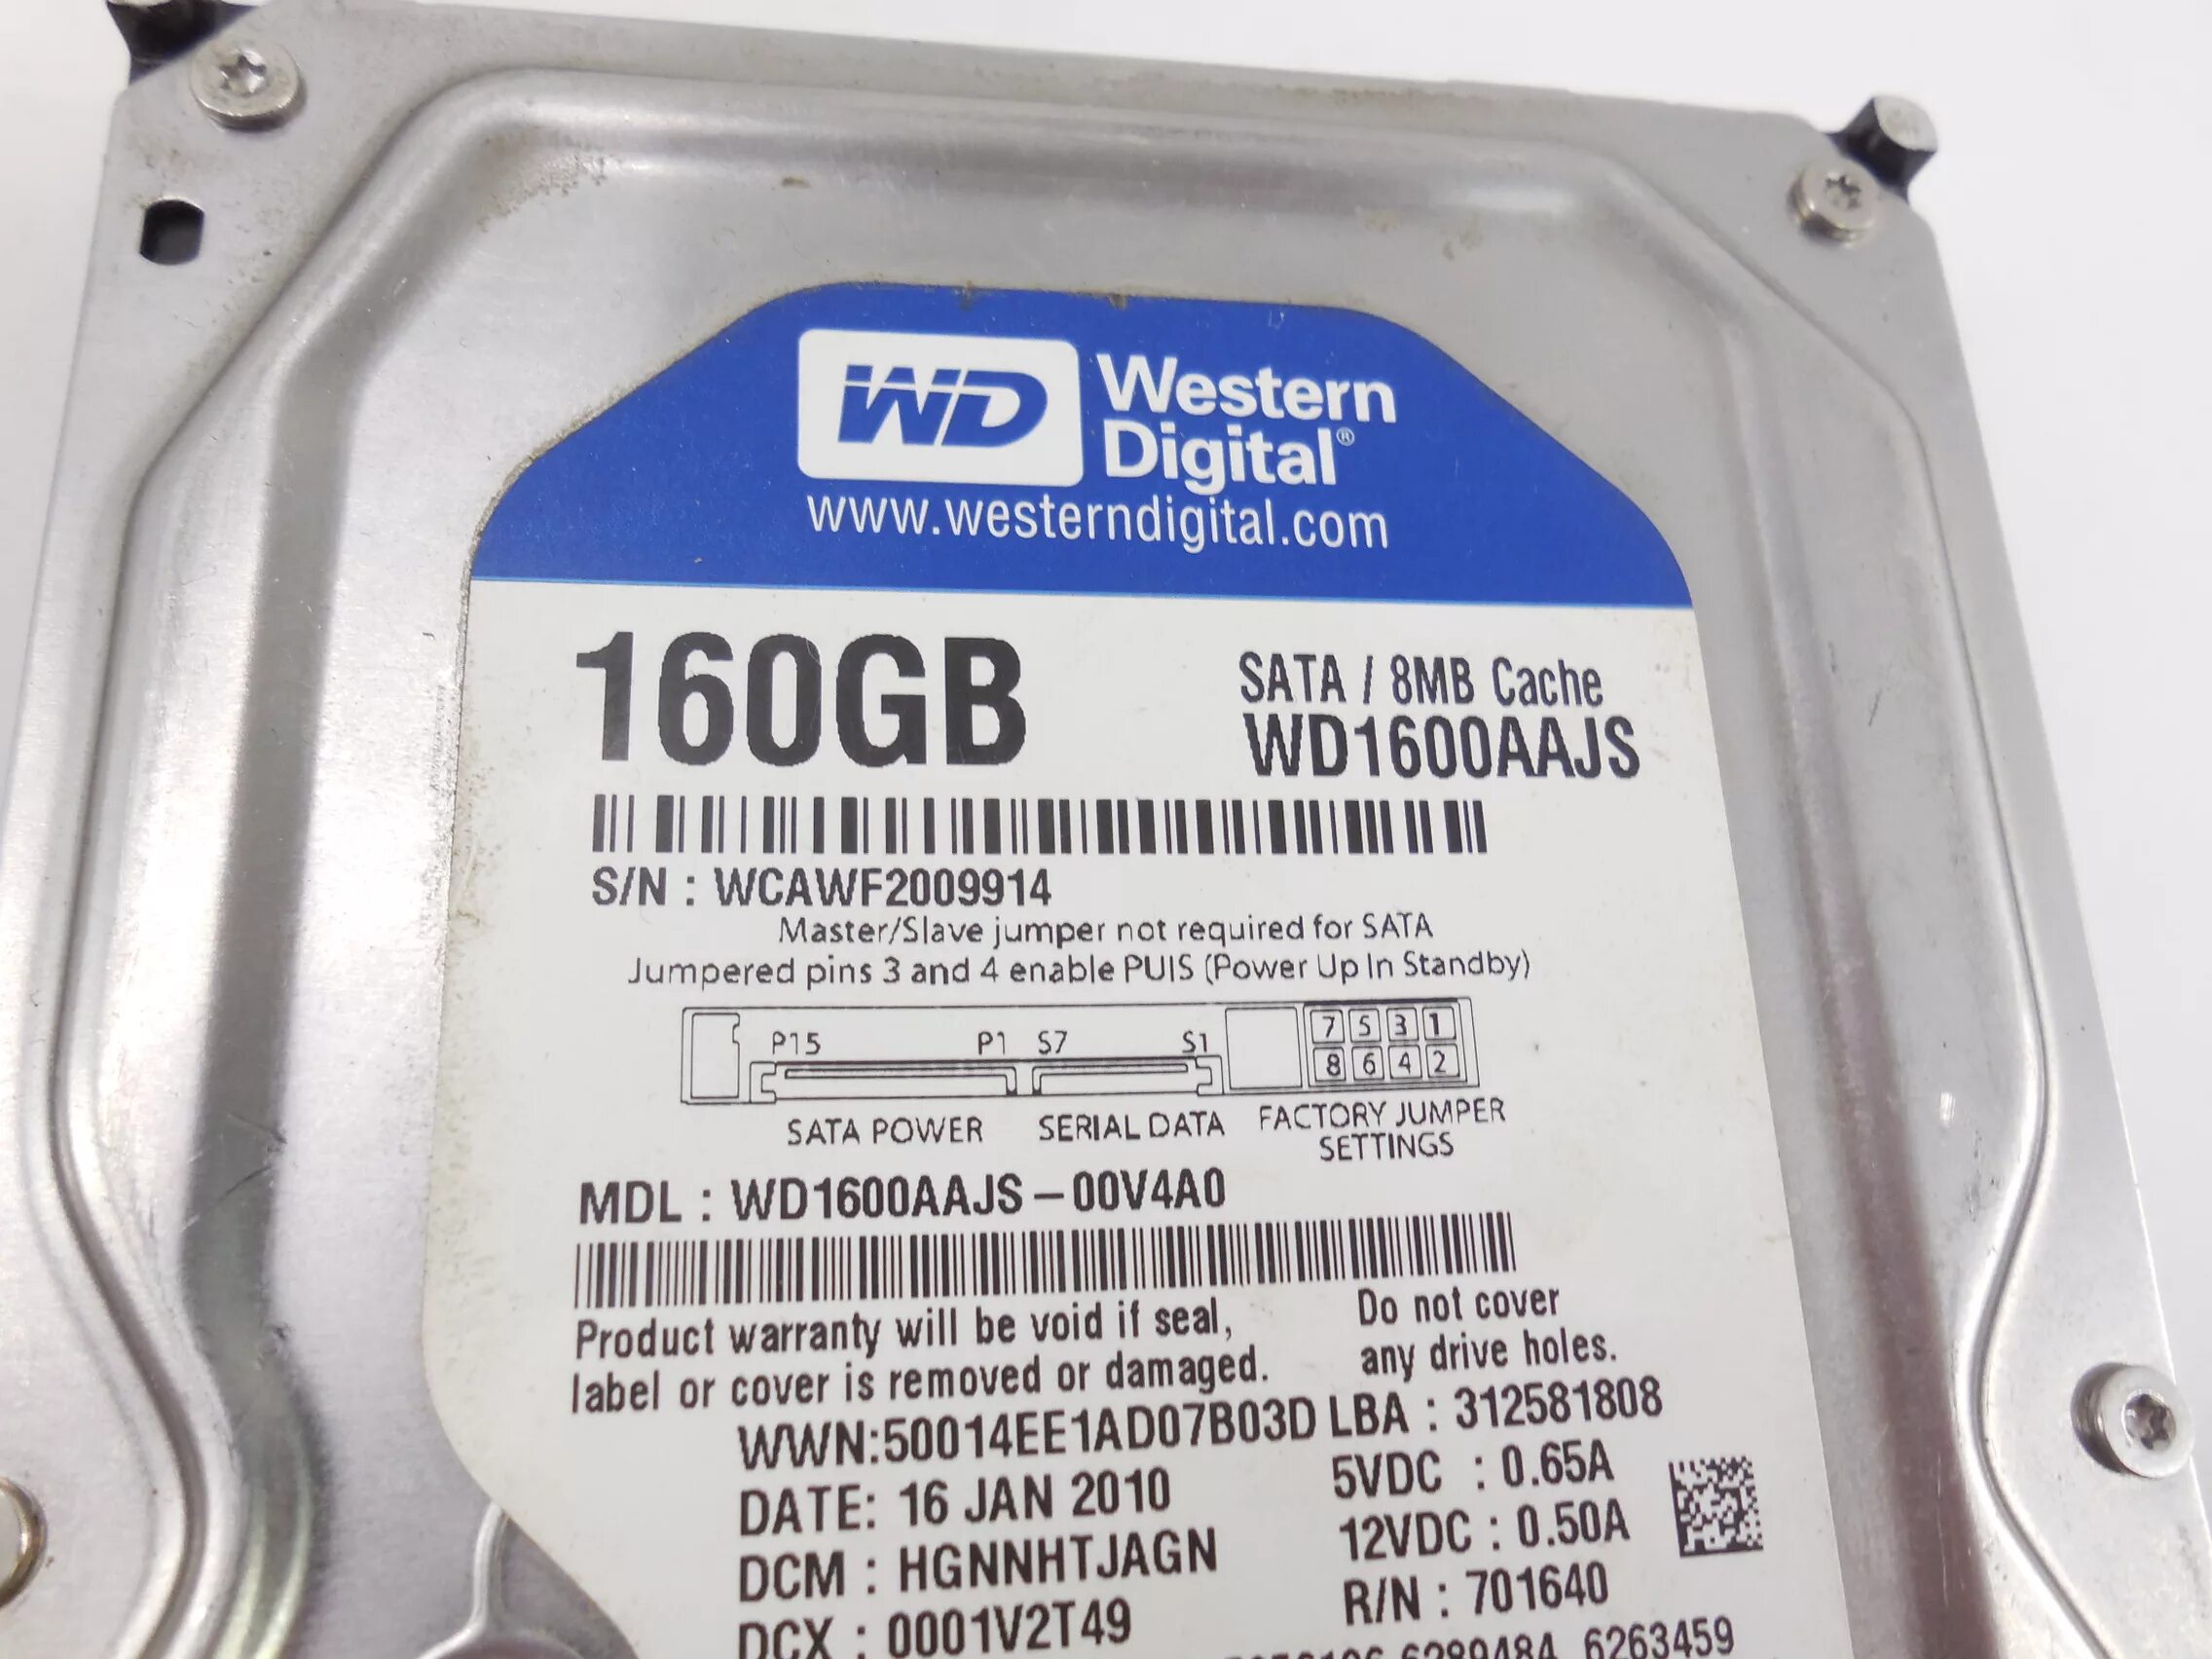 WD Western
Digital®
www.westerndigital.com
160GB
SATA / 8MB Cache
WD1600AAJS
S/N : WCAWF2009914
Master/Slave jumper not required for SATA
Jumpered pins 3 and 4 enable PUIS (Power Up In Standby)
7 5 3 1
P15 P1 S7 S1
8 6 4 2
SATA POWER SERIAL DATA FACTORY JUMPER
SETTINGS
MDL : WD1600AAJS – 00V4A0
Product warranty will be void if seal,
label or cover is removed or damaged.
Do not cover
any drive holes.
WWN:50014EE1AD07B03D LBA : 312581808
DATE: 16 JAN 2010 5VDC : 0.65A
DCM : HGNNHTJAGN 12VDC : 0.50A
DCX : 0001V2T49 R/N : 701640
6289484 6263459